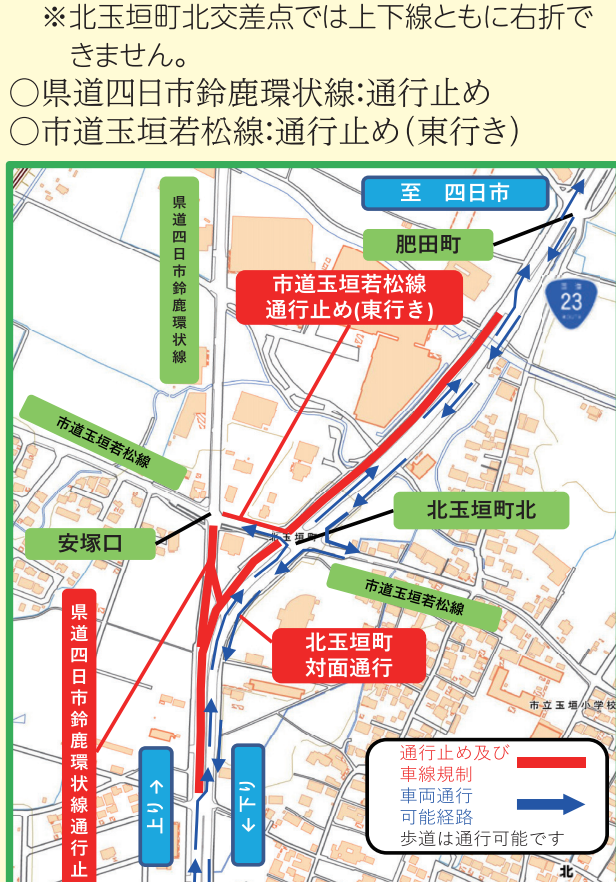 ※北玉垣町北交差点では上下線ともに右折で
きません。
○県道四日市鈴鹿環状線:通行止め
○市道玉垣若松線:通行止め(東行き)
至 四日市
県道四日市鈴鹿環状線
肥田町
市道玉垣若松線
通行止め(東行き)
23
市道玉垣若松線
北玉垣町北
安塚口
北玉垣町
市道玉垣若松線
北玉垣町
対面通行
県道四日市鈴鹿環状線通行止
市立玉垣小学校
上り→
←下り
通行止め及び
車線規制
車両通行
可能経路
歩道は通行可能です
北